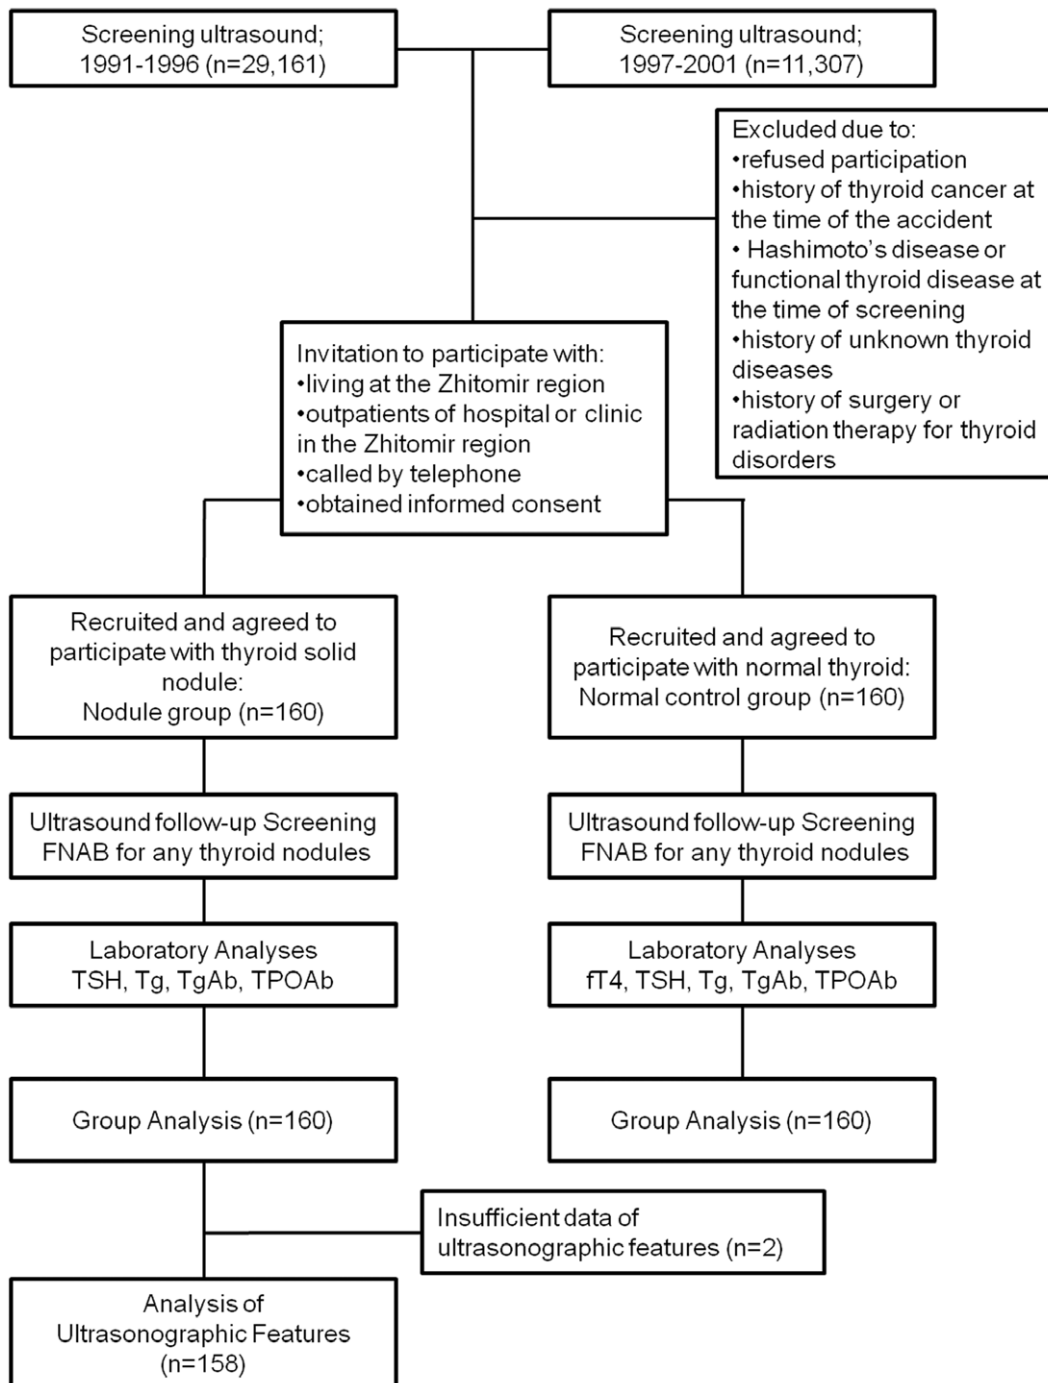 Screening ultrasound;
1991-1996 (n=29,161)
Screening ultrasound;
1997-2001 (n=11,307)
Excluded due to:
•refused participation
•history of thyroid cancer at
the time of the accident
• Hashimoto's disease or
functional thyroid disease at
the time of screening
•history of unknown thyroid
diseases
•history of surgery or
radiation therapy for thyroid
disorders
Invitation to participate with:
•living at the Zhitomir region
•outpatients of hospital or clinic
in the Zhitomir region
•called by telephone
•obtained informed consent
Recruited and agreed to
participate with thyroid solid
nodule:
Nodule group (n=160)
Recruited and agreed to
participate with normal thyroid:
Normal control group (n=160)
Ultrasound follow-up Screening
FNAB for any thyroid nodules
Ultrasound follow-up Screening
FNAB for any thyroid nodules
Laboratory Analyses
TSH, Tg, TgAb, TPOAb
Laboratory Analyses
fT4, TSH, Tg, TgAb, TPOAb
Group Analysis (n=160)
Group Analysis (n=160)
Insufficient data of
ultrasonographic features (n=2)
Analysis of
Ultrasonographic Features
(n=158)